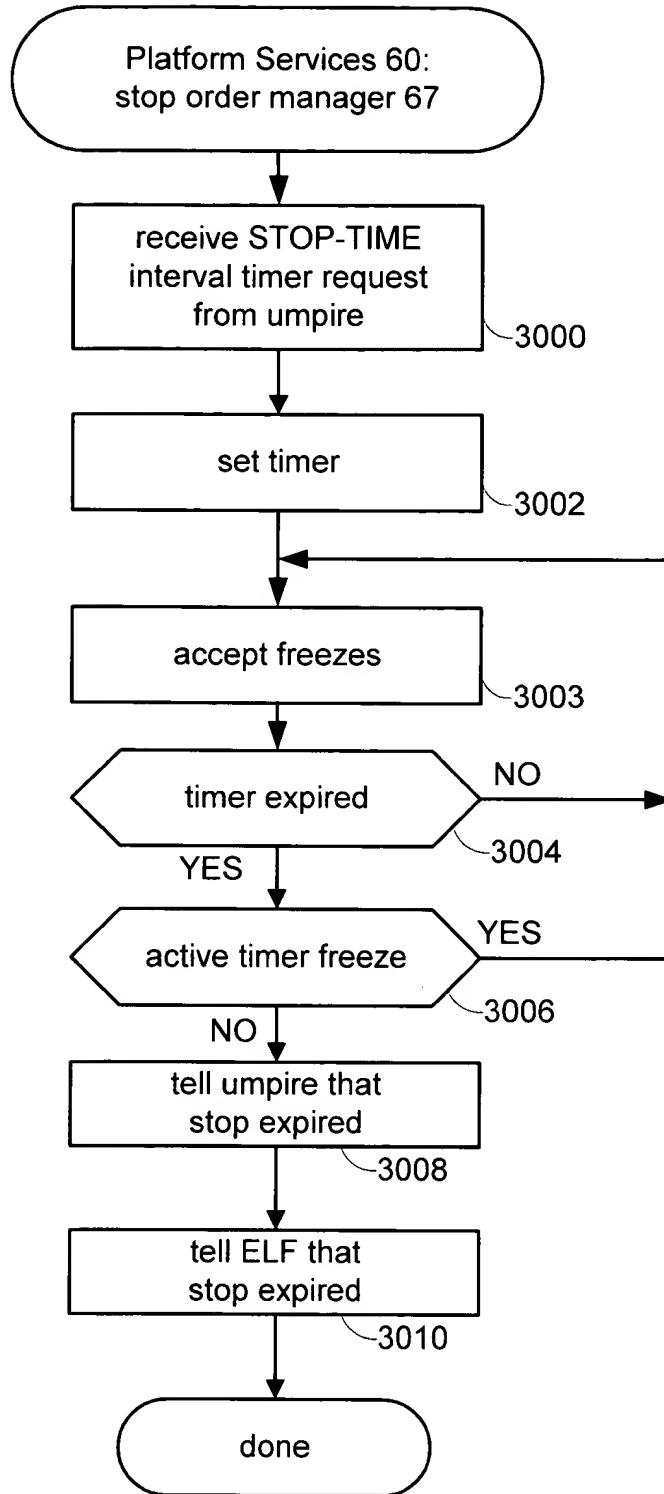 Platform Services 60:
stop order manager 67
receive STOP-TIME
interval timer request
from umpire
3000
set timer
3002
accept freezes
3003
timer expired
NO
3004
YES
active timer freeze
YES
3006
NO
tell umpire that
stop expired
3008
tell ELF that
stop expired
3010
done